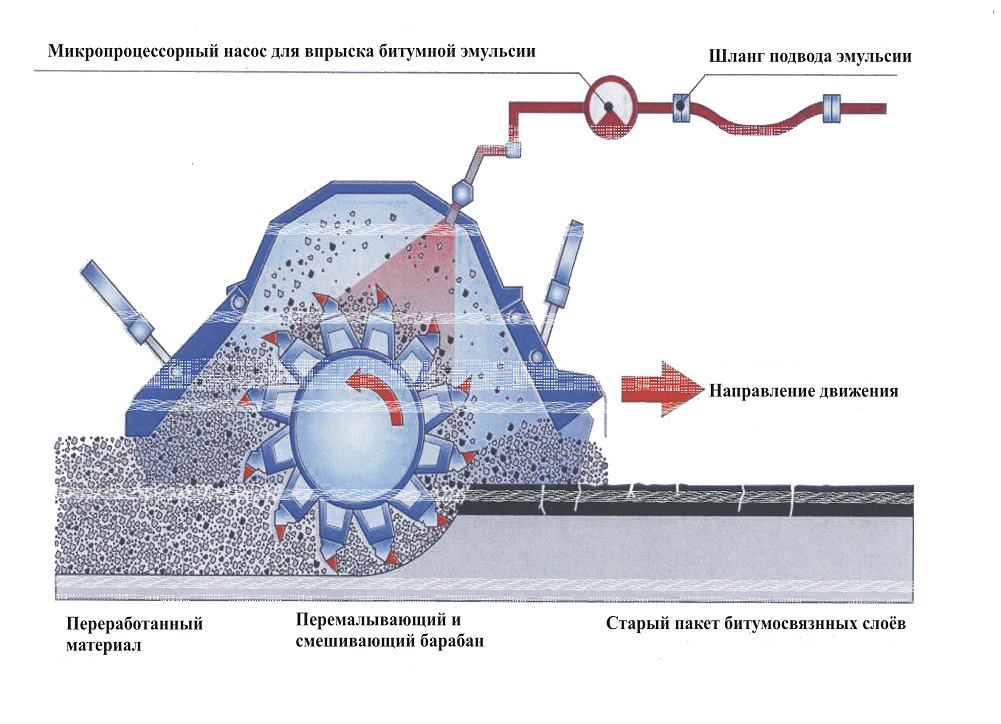 Микропроцессорный насос для впрыска битумной эмульсии
Шланг подвода эмульсии
Направление движения
Переработанный
материал
Перемалывающий и
смешивающий барабан
Старый пакет битумосвязнных слоёв